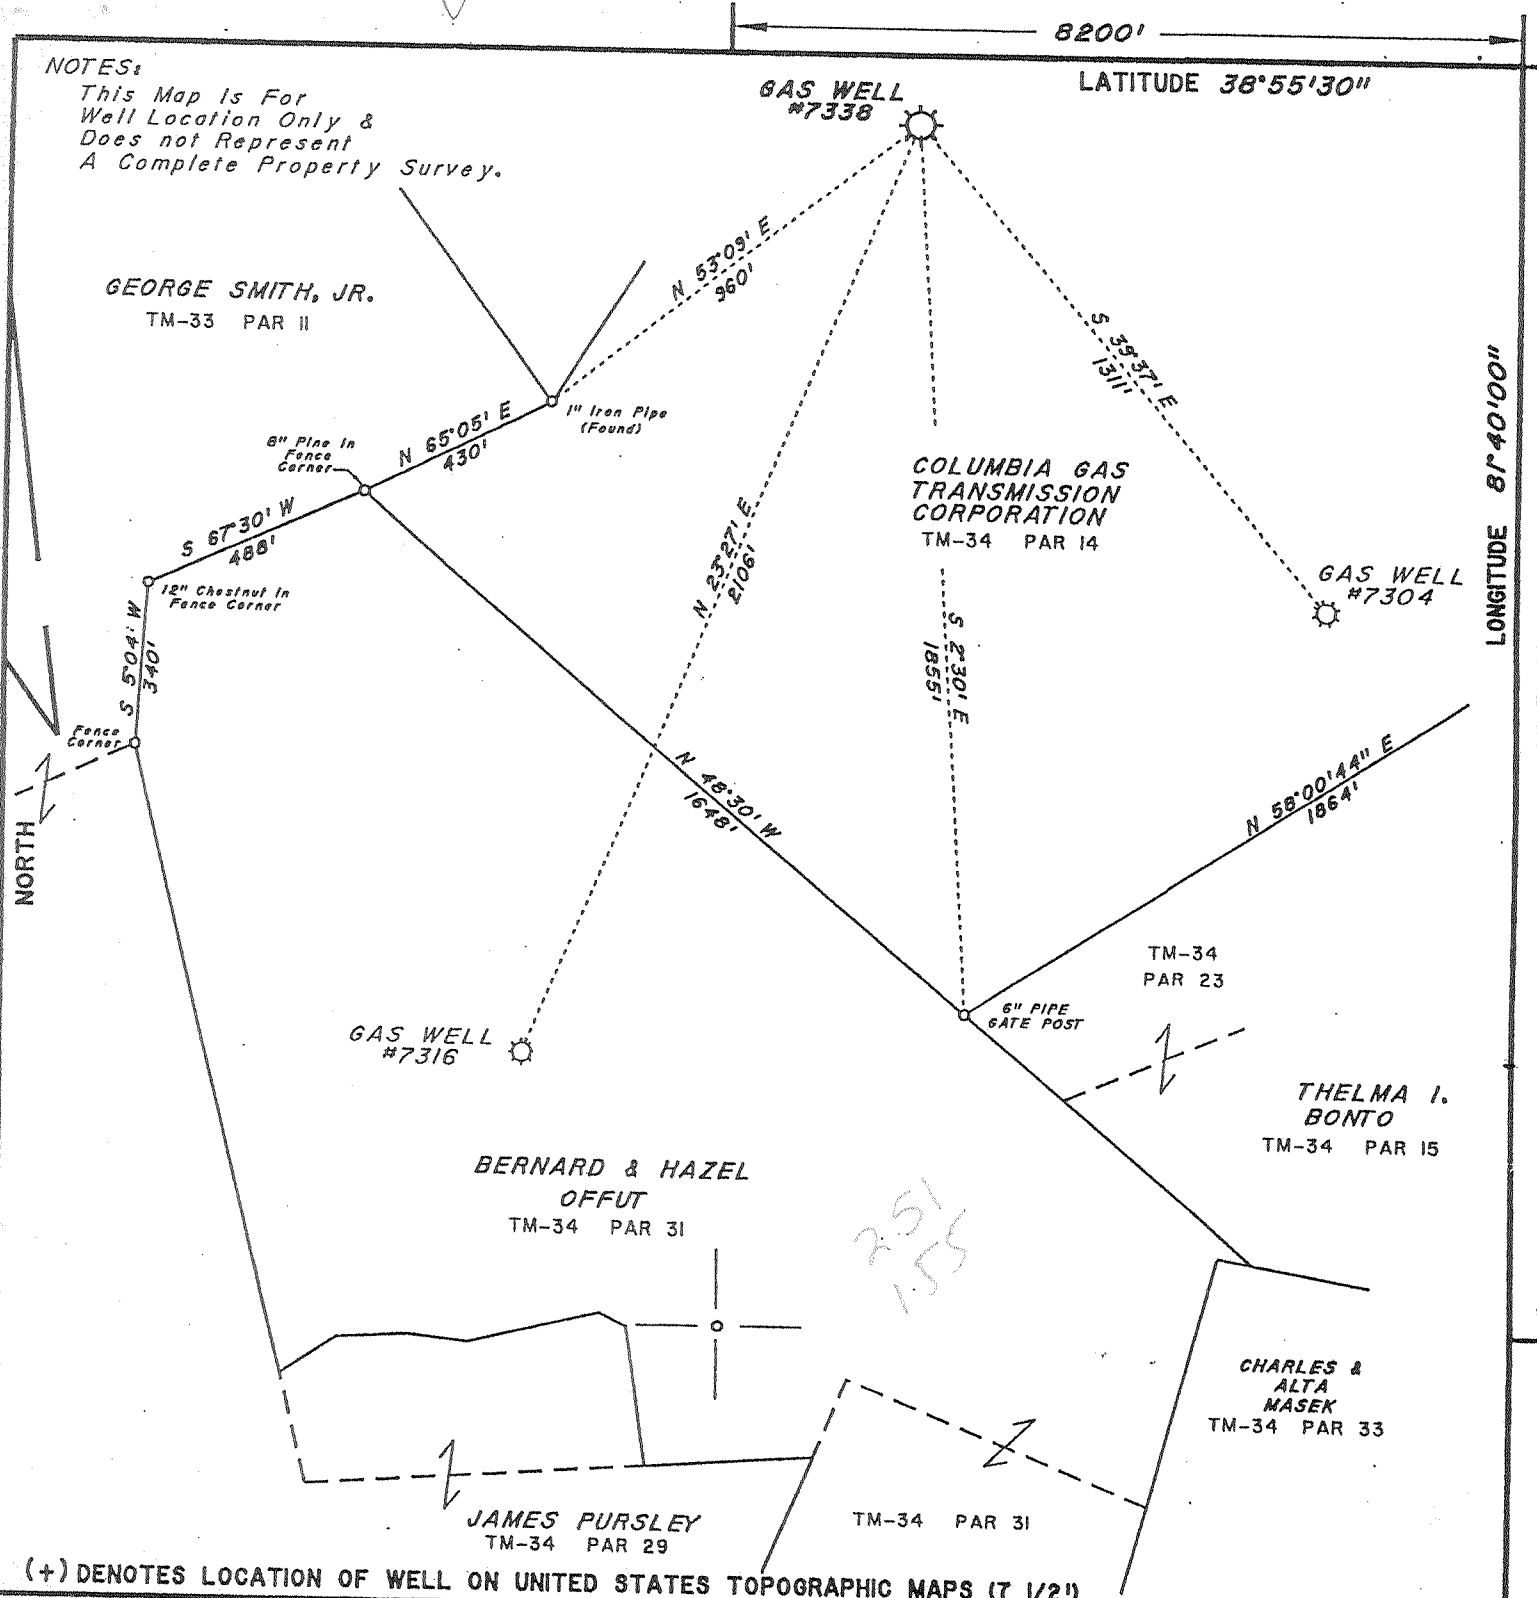 8200'
LATITUDE 38°55'30"
NOTES:
This Map Is For
Well Location Only &
Does not Represent
A Complete Property Survey.
GAS WELL
#7338
N 53°09' E
960'
GEORGE SMITH, JR.
TM-33 PAR 11
S 39°37' E
1311'
LONGITUDE 81°40'00"
1" Iron Pipe
(Found)
N 65°05' E
430'
8" Pine In
Fence
Corner
COLUMBIA GAS
TRANSMISSION
CORPORATION
TM-34 PAR 14
S 67°30' W
488'
12" Chestnut In
Fence Corner
N 23°27' E
2106'
GAS WELL
#7304
S 5°04' W
340'
S 2°30' E
1855'
Fence
Corner
NORTH
N 48°30' W
1648'
N 58°00'44" E
1864'
TM-34
PAR 23
6" PIPE
GATE POST
GAS WELL
#7316
THELMA I.
BONTO
TM-34 PAR 15
BERNARD & HAZEL
OFFUT
TM-34 PAR 31
2.51
1.55
CHARLES &
ALTA
MASEK
TM-34 PAR 33
JAMES PURSLEY
TM-34 PAR 29
TM-34 PAR 31
(+) DENOTES LOCATION OF WELL ON UNITED STATES TOPOGRAPHIC MAPS (7 1/2')